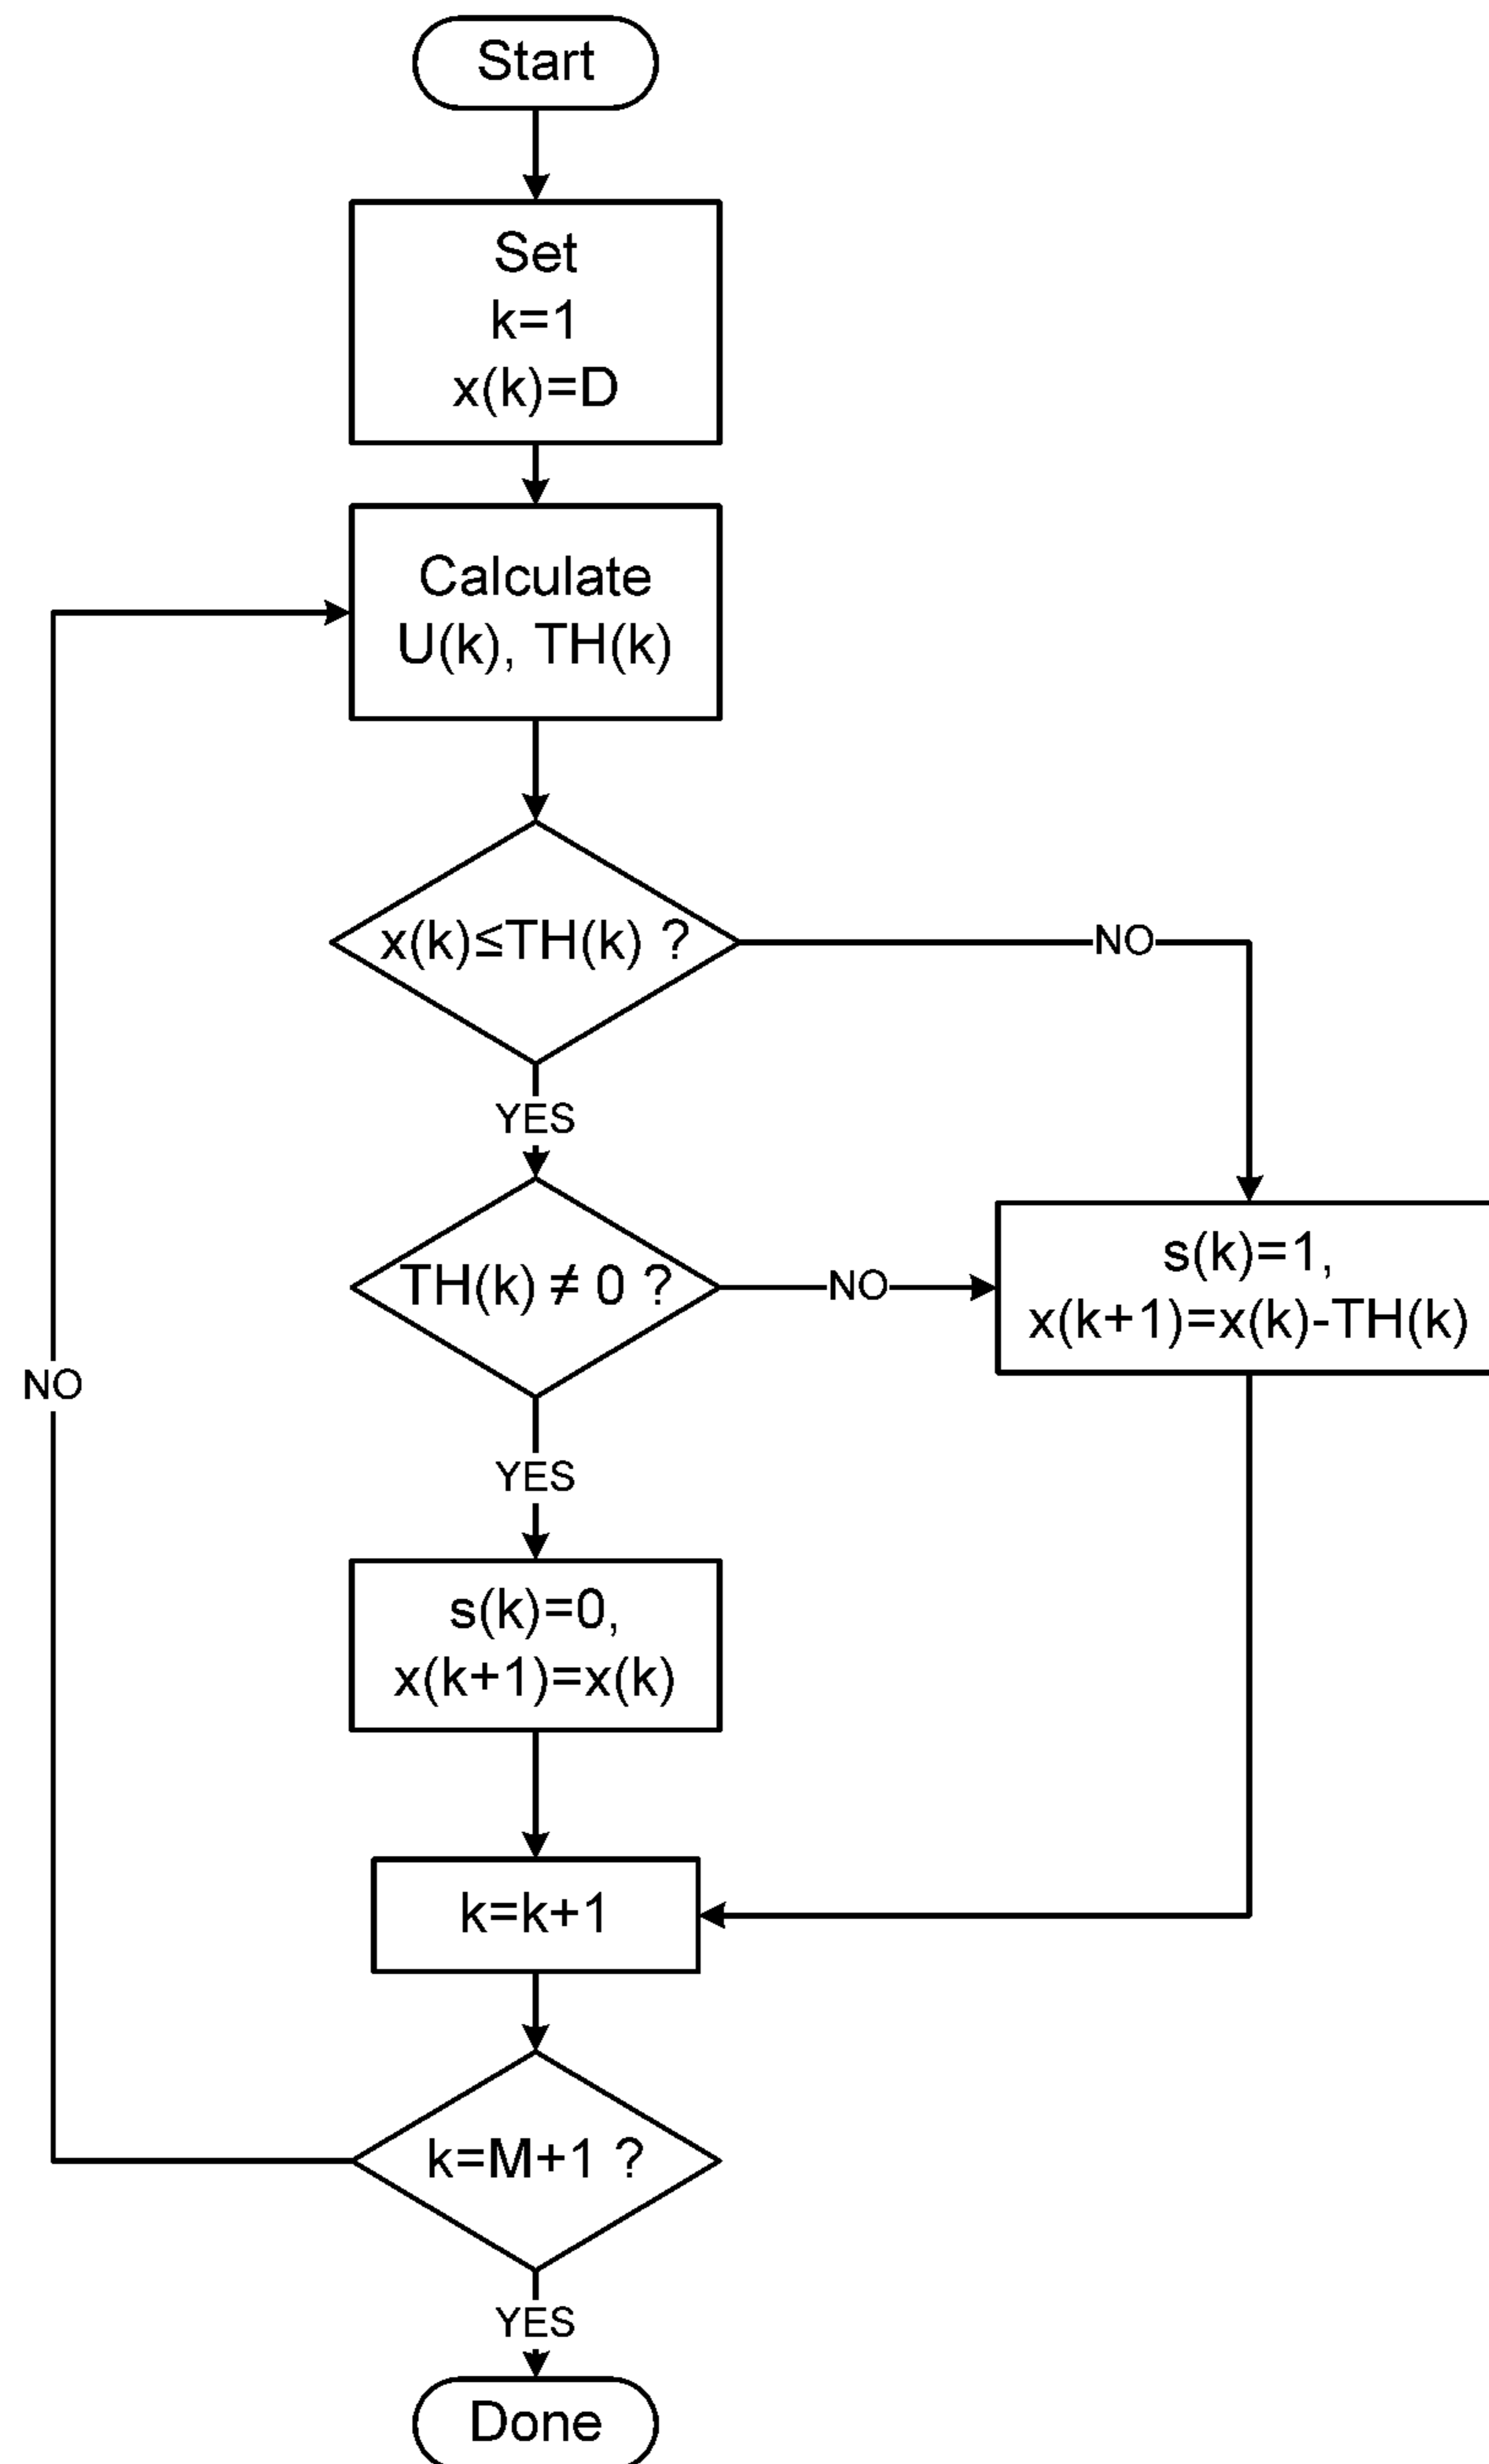 Start
Set
k=1
x(k)=D
Calculate
U(k), TH(k)
x(k)≤TH(k) ?
NO
YES
TH(k) ≠ 0 ?
NO
s(k)=1,
x(k+1)=x(k)-TH(k)
NO
YES
s(k)=0,
x(k+1)=x(k)
k=k+1
k=M+1 ?
YES
Done